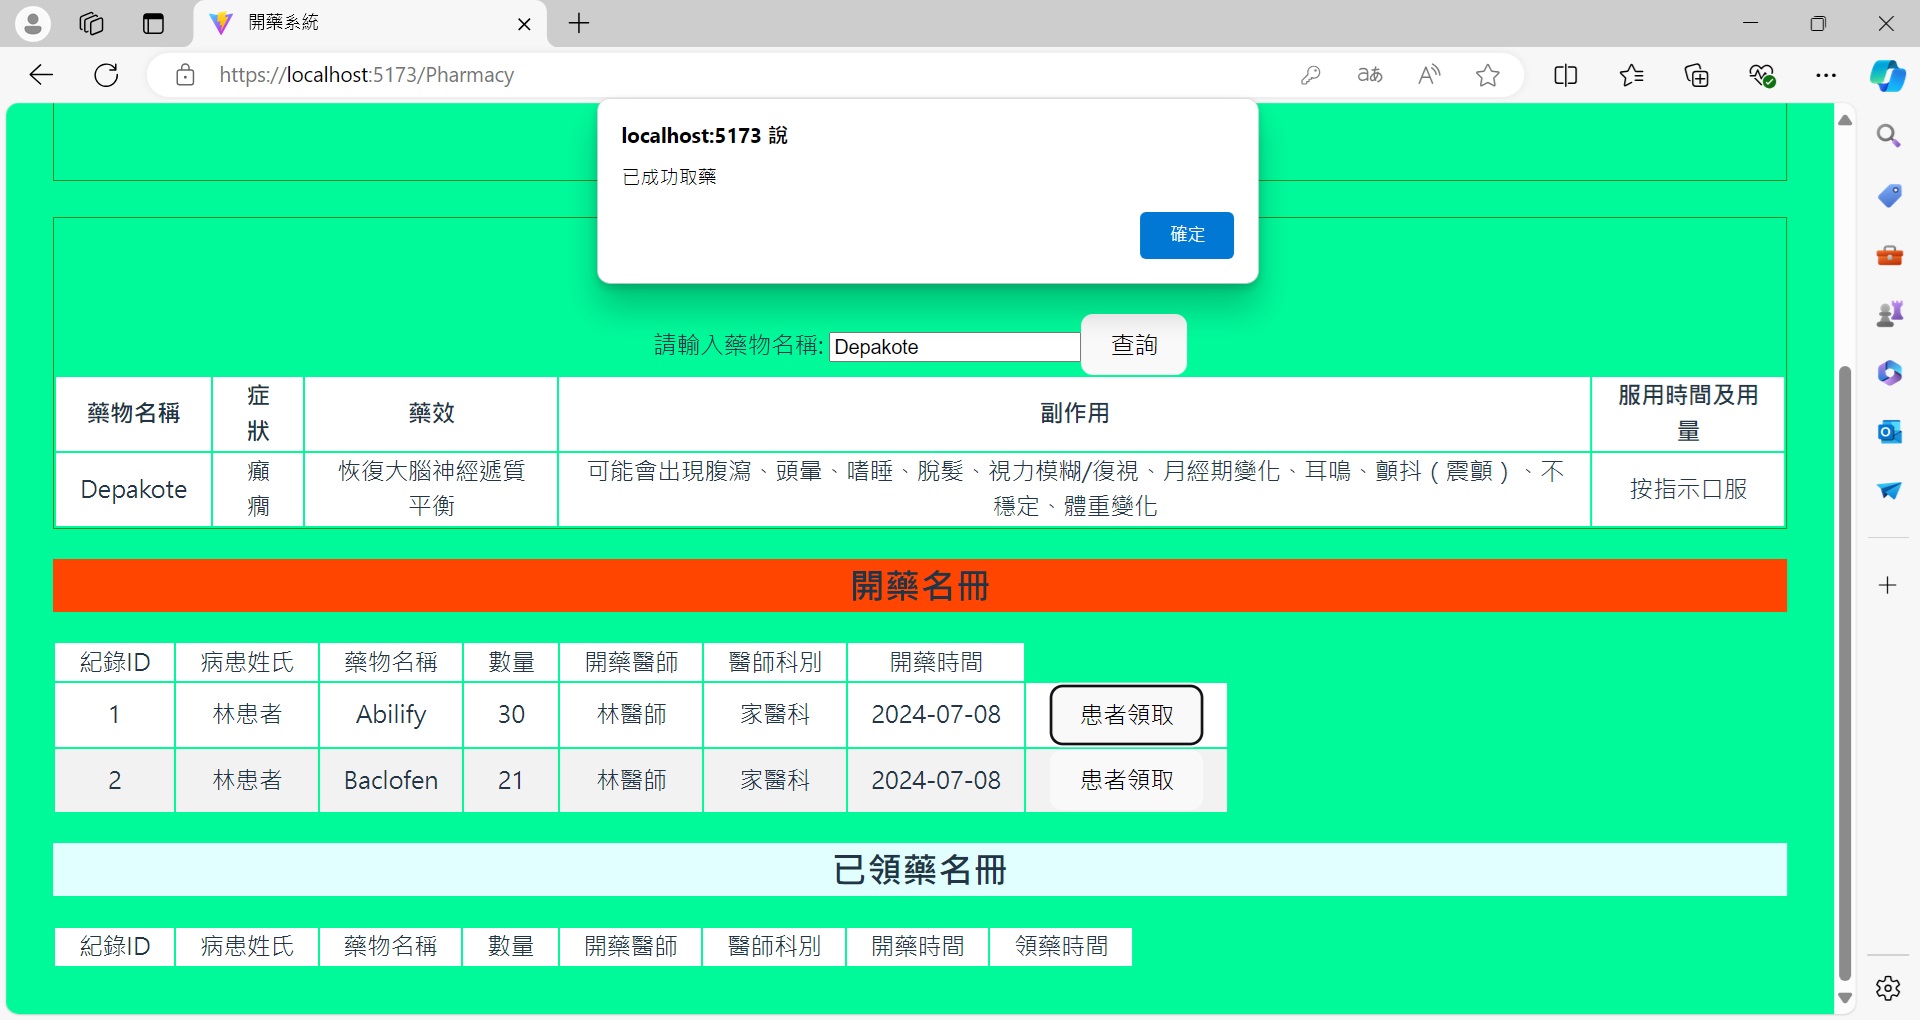 開藥系統
https://localhost:5173/Pharmacy
localhost:5173 說
已成功取藥
確定
請輸入藥物名稱: Depakote 查詢
藥物名稱 症狀 藥效 副作用 服用時間及用量
Depakote 癲癇 恢復大腦神經遞質平衡 可能會出現腹瀉、頭暈、嗜睡、脫髮、視力模糊/復視、月經期變化、耳鳴、顫抖（震顫）、不穩定、體重變化 按指示口服
開藥名冊
紀錄ID 病患姓氏 藥物名稱 數量 開藥醫師 醫師科別 開藥時間
1 林患者 Abilify 30 林醫師 家醫科 2024-07-08 患者領取
2 林患者 Baclofen 21 林醫師 家醫科 2024-07-08 患者領取
已領藥名冊
紀錄ID 病患姓氏 藥物名稱 數量 開藥醫師 醫師科別 開藥時間 領藥時間